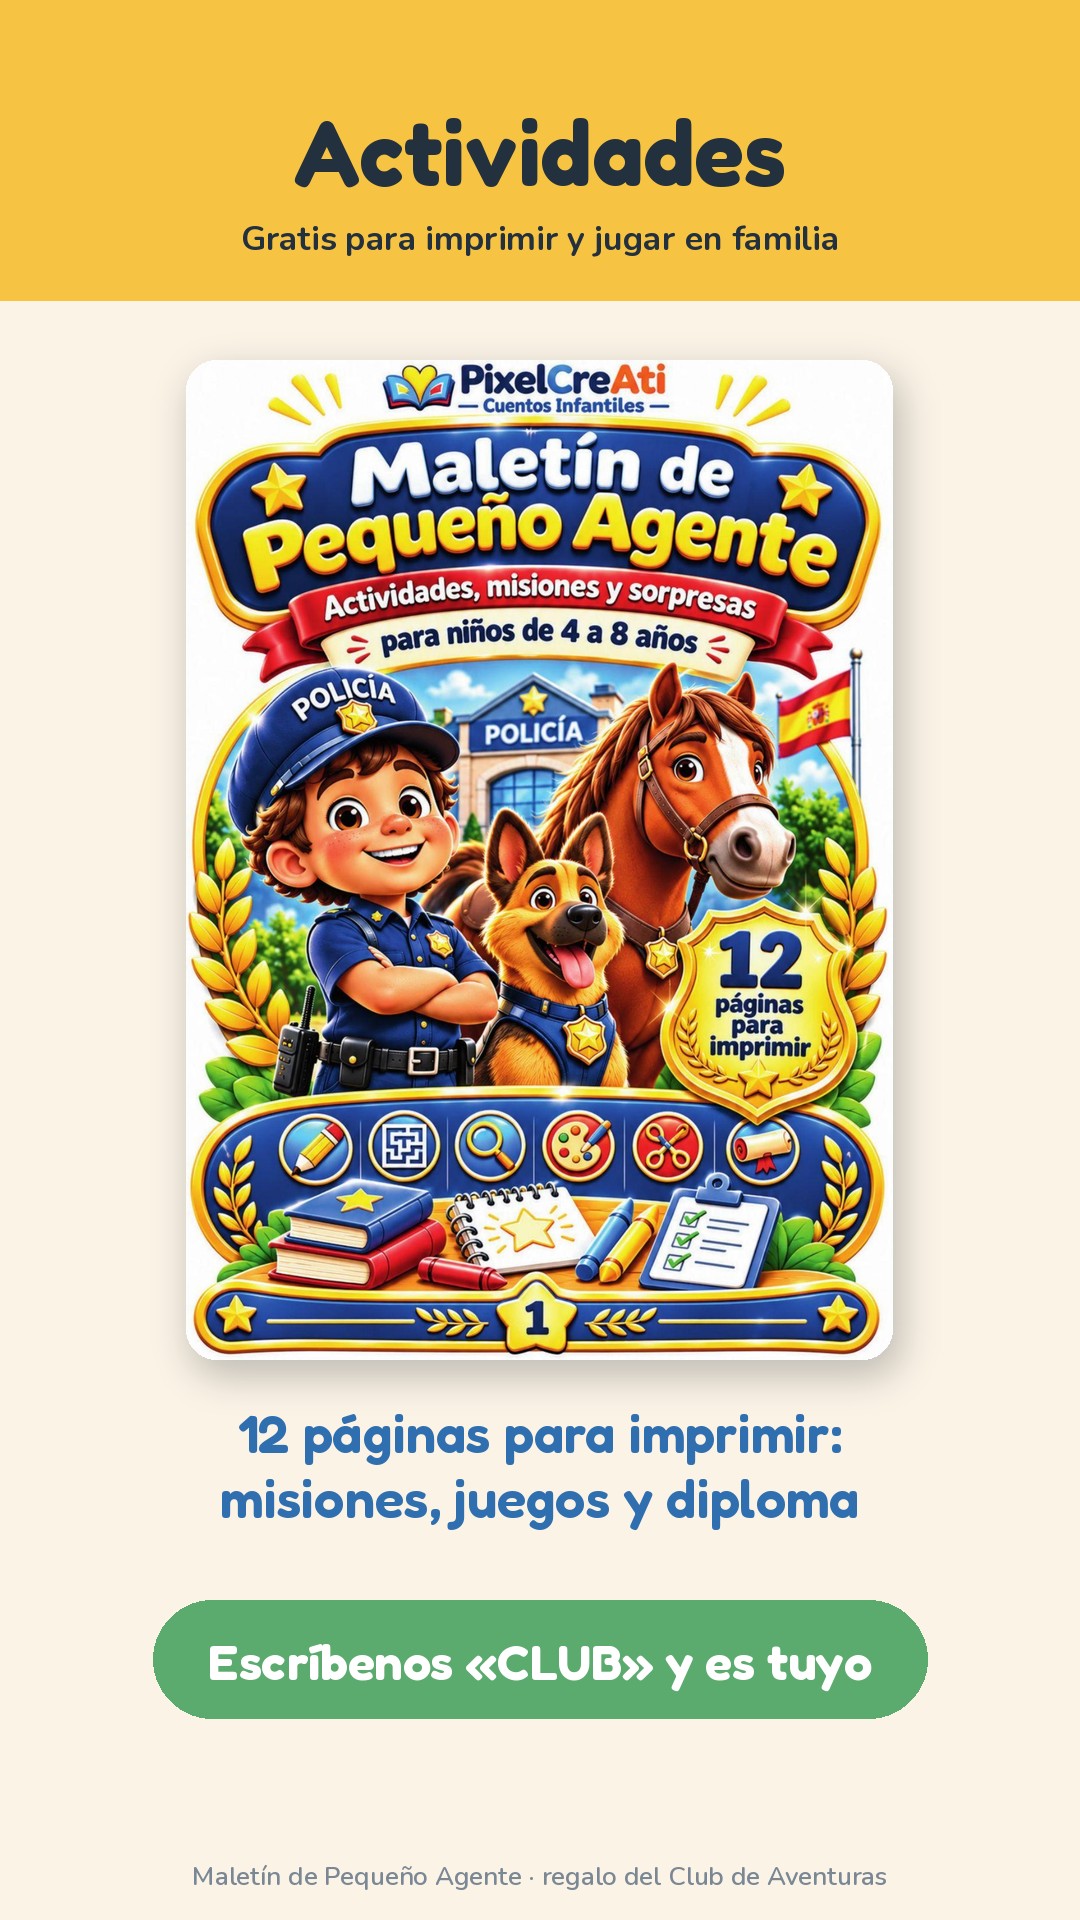 Actividades
Gratis para imprimir y jugar en familia
PixelCreAti
Cuentos Infantiles
Maletín de
Pequeño Agente
Actividades, misiones y sorpresas
para niños de 4 a 8 años
POLICÍA
POLICÍA
12
páginas
para
imprimir
1
12 páginas para imprimir:
misiones, juegos y diploma
Escríbenos «CLUB» y es tuyo
Maletín de Pequeño Agente · regalo del Club de Aventuras